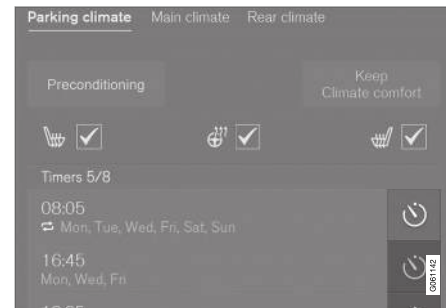 Parking climate Main climate Rear climate
Preconditioning
Keep
Climate comfort
Timers 5/8
08:05
Mon, Tue, Wed, Fri, Sat, Sun
16:45
Mon, Wed, Fri
G061142